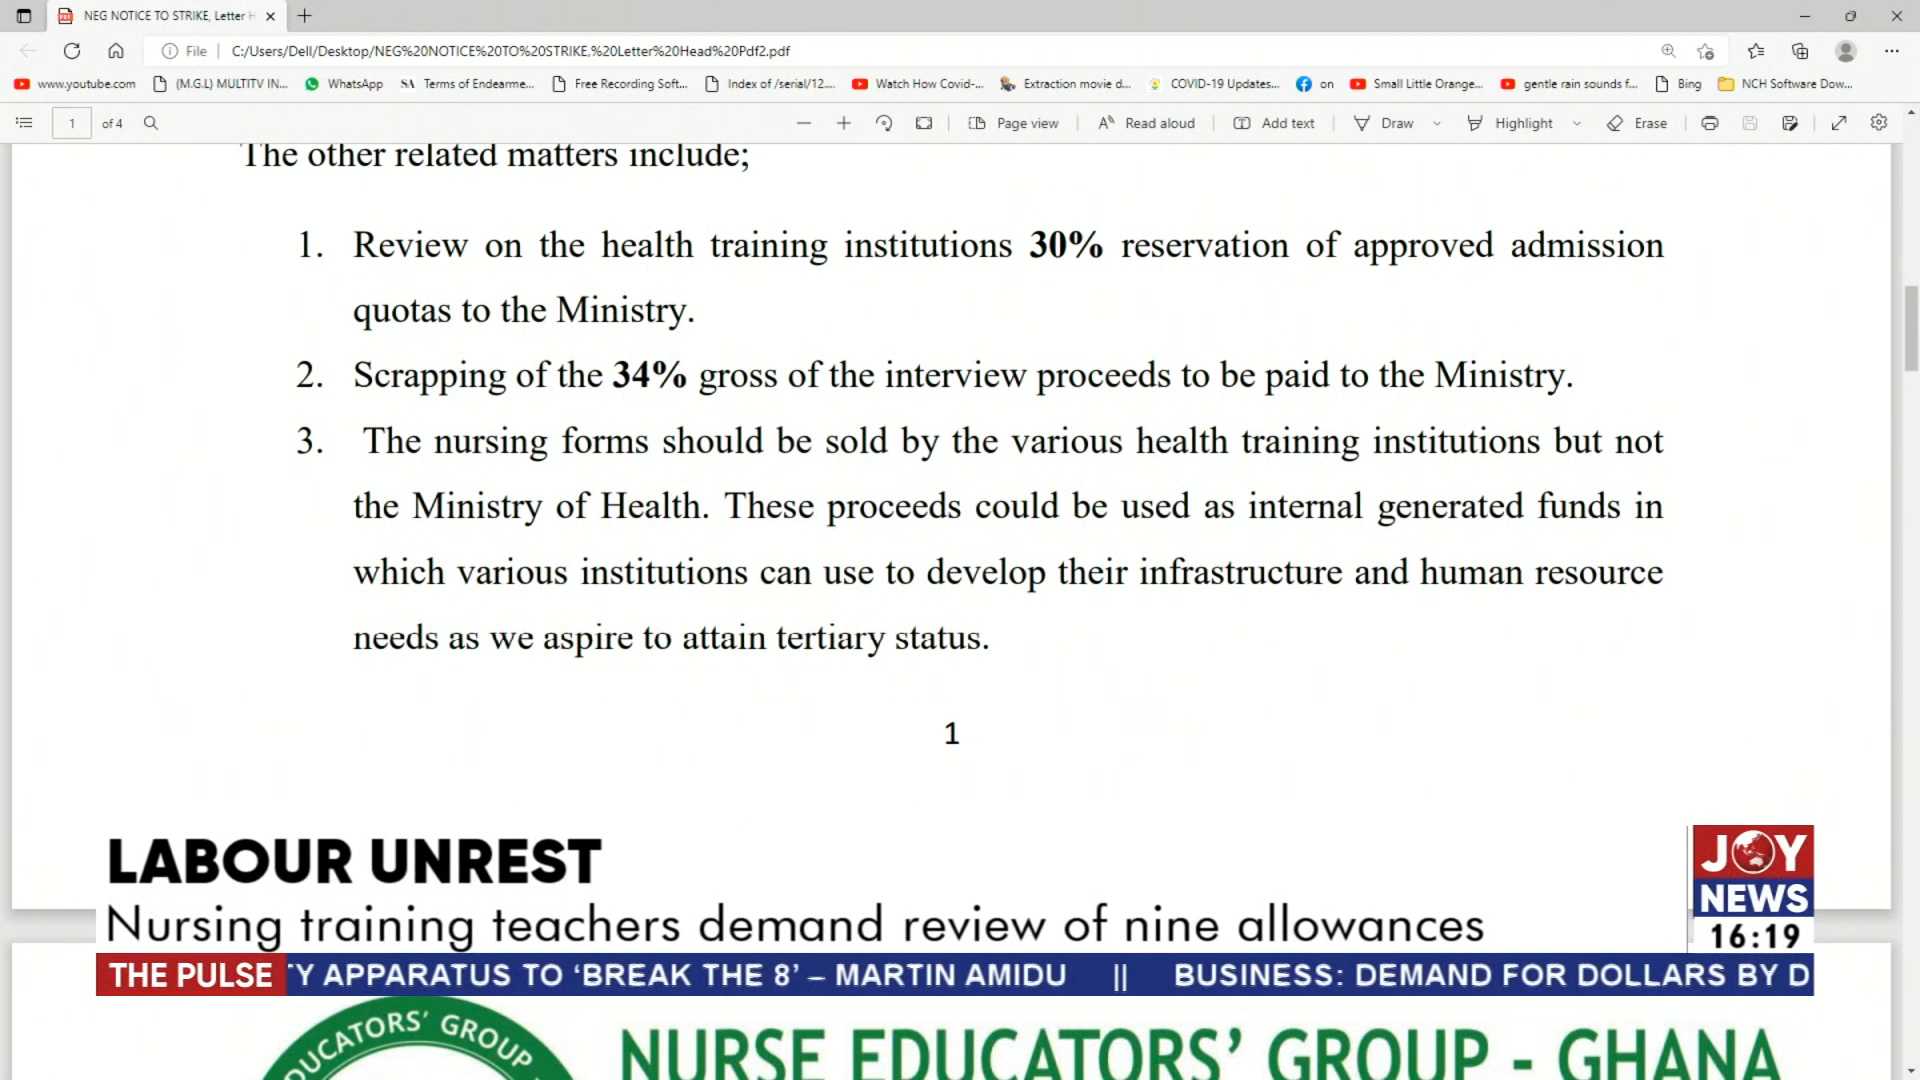 NEG NOTICE TO STRIKE, Letter H
File
C:/Users/Dell/Desktop/NEG%20NOTICE%20TO%20STRIKE,%20Letter%20Head%20Pdf2.pdf
www.youtube.com
(M.G.L) MULTITV IN...
WhatsApp
SA Terms of Endearme...
Free Recording Soft...
Index of /serial/12....
Watch How Covid-...
Extraction movie d...
COVID-19 Updates...
on
Small Little Orange...
gentle rain sounds f...
Bing
NCH Software Dow...
1 of 4
Page view
Read aloud
Add text
Draw
Highlight
Erase
The other related matters include;
1. Review on the health training institutions 30% reservation of approved admission
quotas to the Ministry.
2. Scrapping of the 34% gross of the interview proceeds to be paid to the Ministry.
3. The nursing forms should be sold by the various health training institutions but not
the Ministry of Health. These proceeds could be used as internal generated funds in
which various institutions can use to develop their infrastructure and human resource
needs as we aspire to attain tertiary status.
1
LABOUR UNREST
Nursing training teachers demand review of nine allowances
JOY
NEWS
16:19
THE PULSE
TY APPARATUS TO ‘BREAK THE 8’ – MARTIN AMIDU || BUSINESS: DEMAND FOR DOLLARS BY D
DUCATORS’ GROUP
NURSE EDUCATORS’ GROUP - GHANA